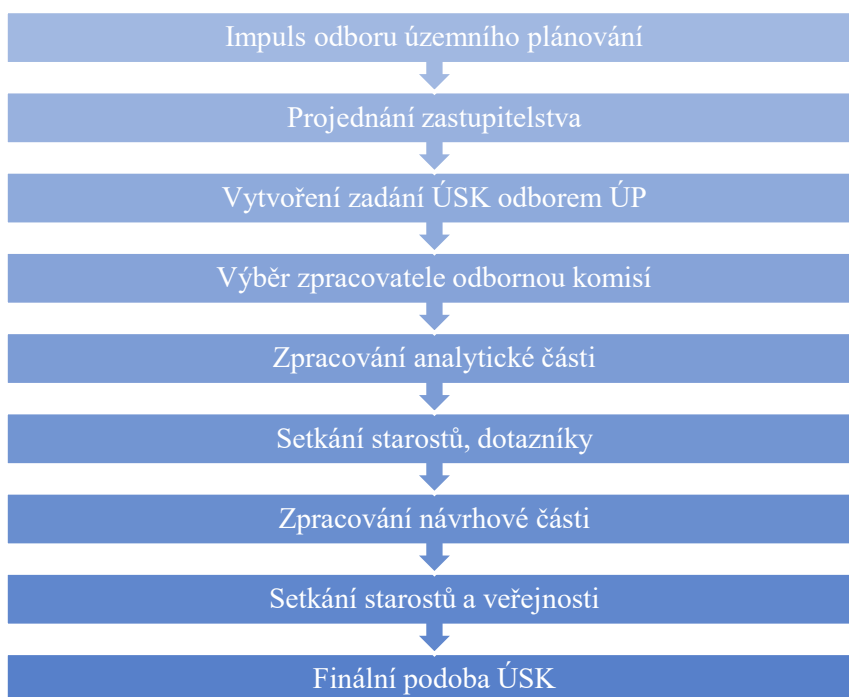 Impuls odboru územního plánování
Projednání zastupitelstva
Vytvoření zadání ÚSK odborem ÚP
Výběr zpracovatele odbornou komisí
Zpracování analytické části
Setkání starostů, dotazníky
Zpracování návrhové části
Setkání starostů a veřejnosti
Finální podoba ÚSK